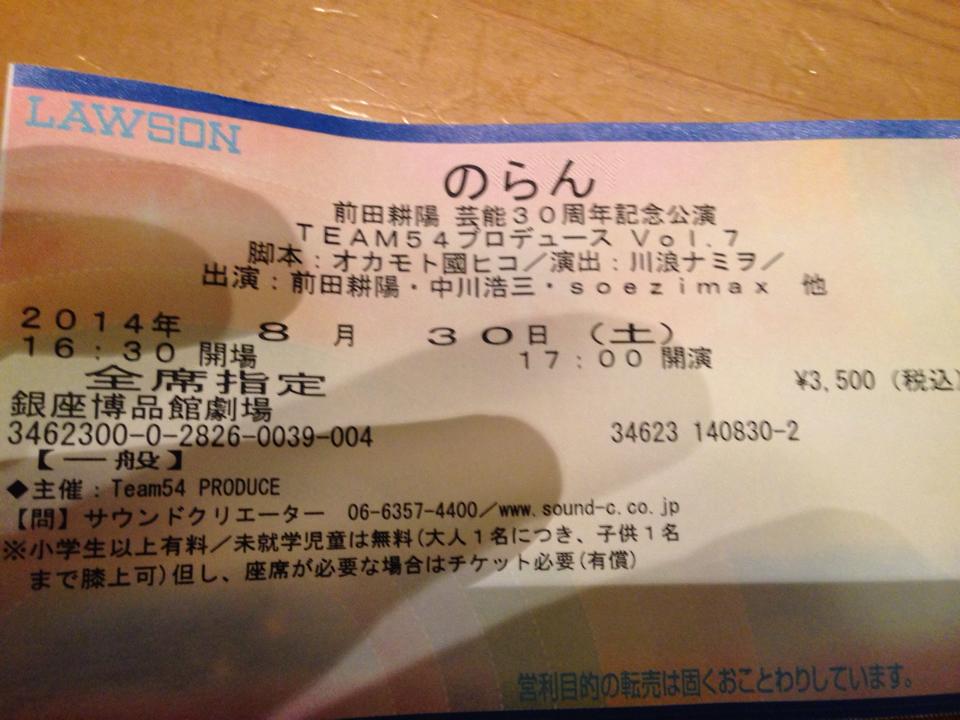 LAWSON
のらん
前田耕陽 芸能30周年記念公演
TEAM54プロデュース Vol.7
脚本:オカモト國ヒコ/演出:川浪ナミヲ/
出演:前田耕陽・中川浩三・soezimax 他
2014年 8月 30日(土)
16:30 開場 17:00 開演
全席指定 ¥3,500(税込)
銀座博品館劇場
3462300-0-2826-0039-004 34623 140830-2
【一般】
◆主催:Team54 PRODUCE
【問】サウンドクリエーター 06-6357-4400/www.sound-c.co.jp
※小学生以上有料/未就学児童は無料(大人1名につき、子供1名
まで膝上可)但し、座席が必要な場合はチケット必要(有償)
営利目的の転売は固くおことわりしています。